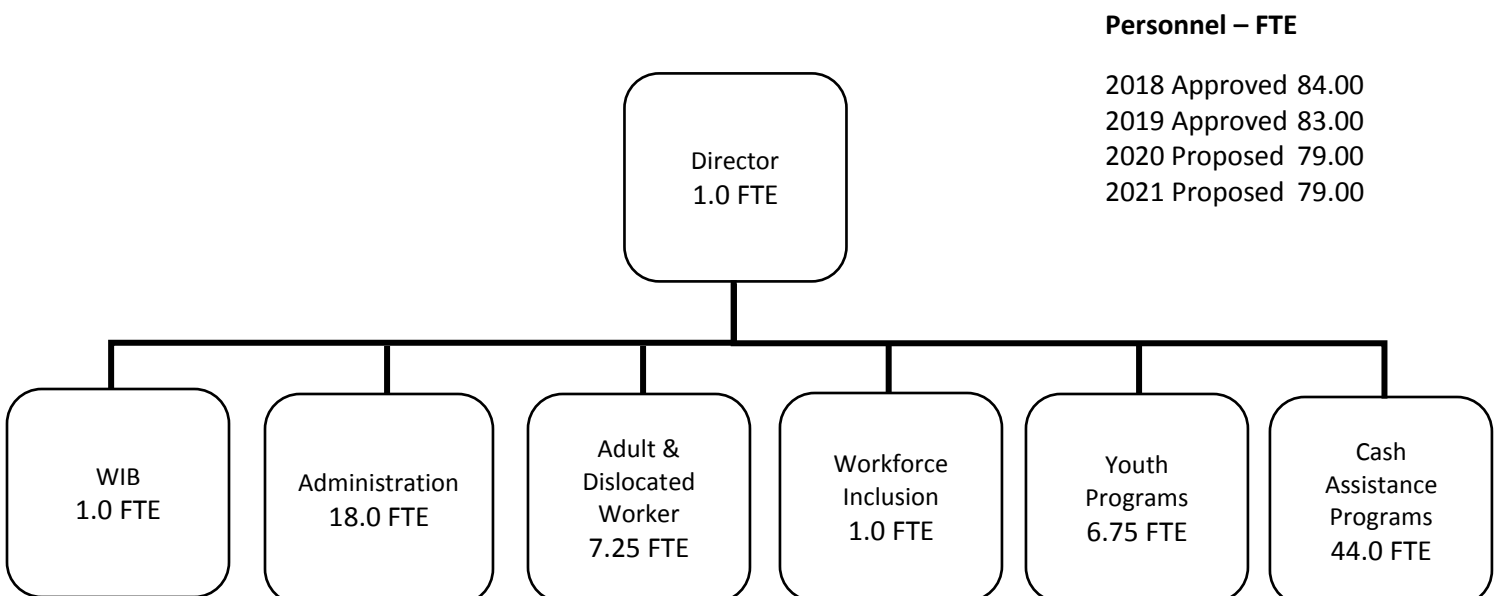 Personnel – FTE
2018 Approved 84.00
2019 Approved 83.00
2020 Proposed 79.00
2021 Proposed 79.00
Director
1.0 FTE
WIB
1.0 FTE
Administration
18.0 FTE
Adult &
Dislocated
Worker
7.25 FTE
Workforce
Inclusion
1.0 FTE
Youth
Programs
6.75 FTE
Cash
Assistance
Programs
44.0 FTE